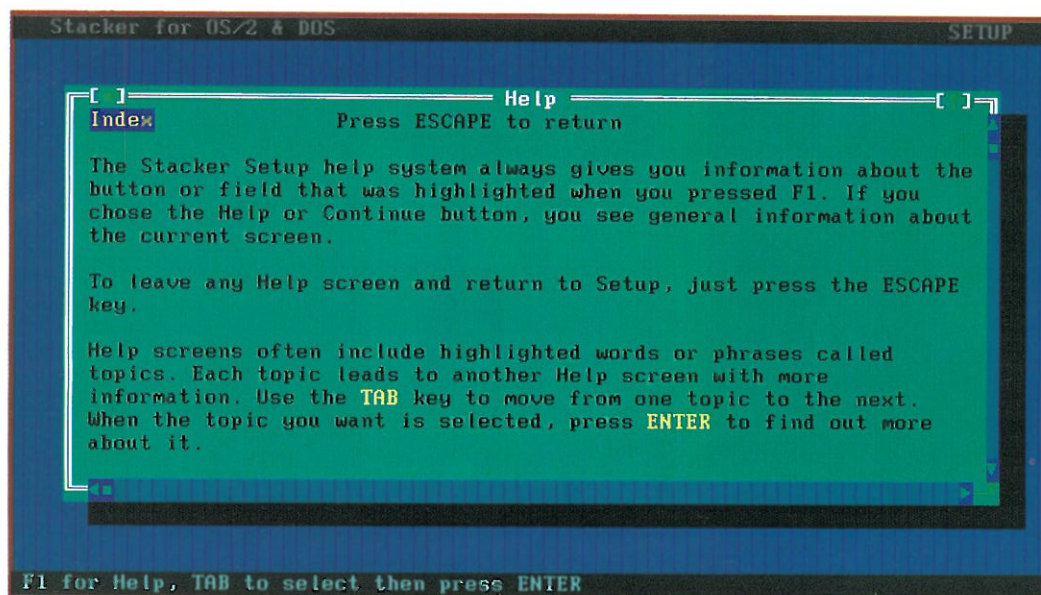 Stacker for OS/2 & DOS SETUP
[ ] Help [ ]
Index Press ESCAPE to return
The Stacker Setup help system always gives you information about the
button or field that was highlighted when you pressed F1. If you
chose the Help or Continue button, you see general information about
the current screen.
To leave any Help screen and return to Setup, just press the ESCAPE
key.
Help screens often include highlighted words or phrases called
topics. Each topic leads to another Help screen with more
information. Use the TAB key to move from one topic to the next.
When the topic you want is selected, press ENTER to find out more
about it.
F1 for Help, TAB to select then press ENTER